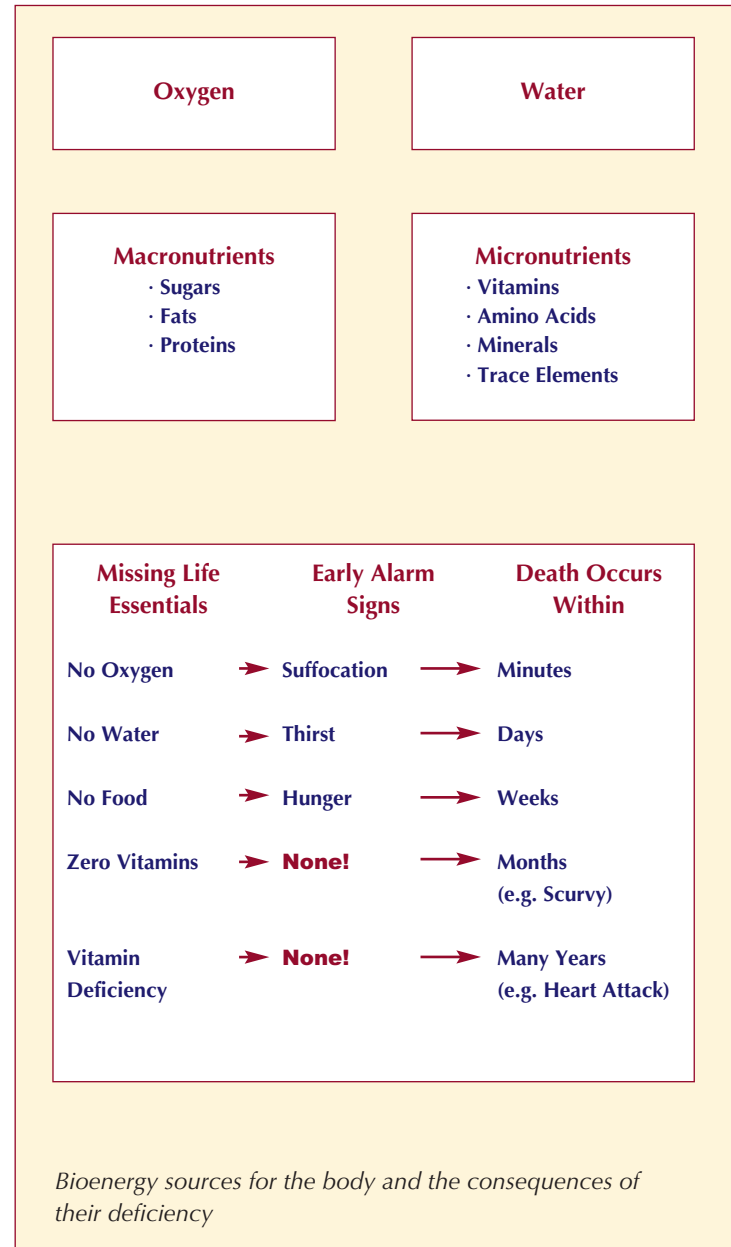 Oxygen
Water
Macronutrients
· Sugars
· Fats
· Proteins
Micronutrients
· Vitamins
· Amino Acids
· Minerals
· Trace Elements
Missing Life Essentials
Early Alarm Signs
Death Occurs Within
No Oxygen → Suffocation → Minutes
No Water → Thirst → Days
No Food → Hunger → Weeks
Zero Vitamins → None! → Months
(e.g. Scurvy)
Vitamin → None! → Many Years
Deficiency (e.g. Heart Attack)
Bioenergy sources for the body and the consequences of
their deficiency